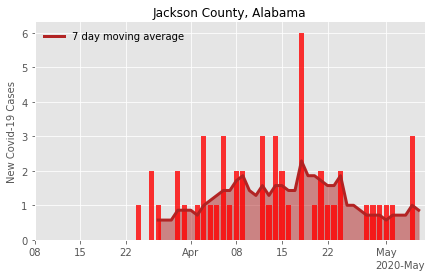 Jackson County, Alabama
7 day moving average
New Covid-19 Cases
6
5
4
3
2
1
0
08 15 22 Apr 08 15 22 May
2020-May